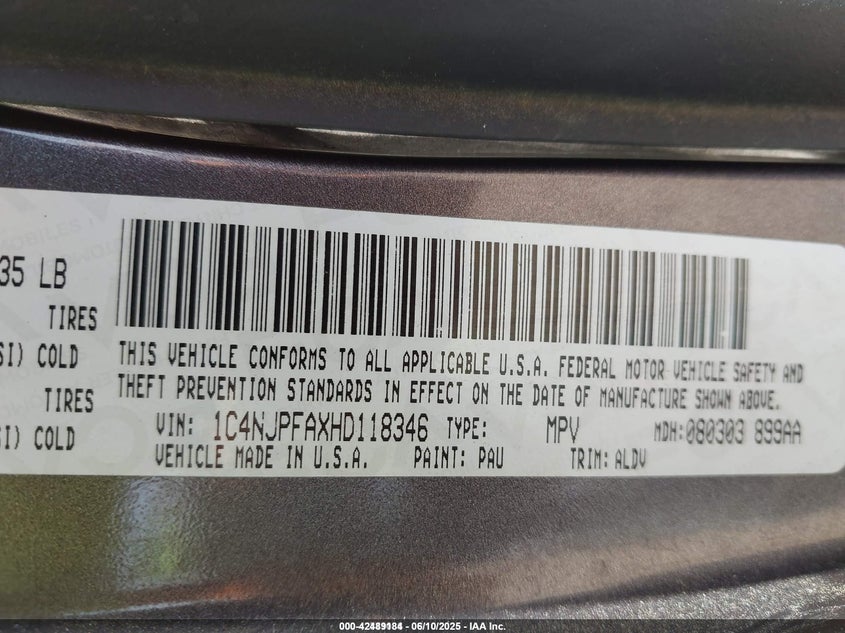 35 LB
TIRES
SI) COLD
THIS VEHICLE CONFORMS TO ALL APPLICABLE U.S.A. FEDERAL MOTOR VEHICLE SAFETY AND
TIRES
THEFT PREVENTION STANDARDS IN EFFECT ON THE DATE OF MANUFACTURE SHOWN ABOVE.
SI) COLD
VIN: 1C4NJPFAXHD118346 TYPE: MPV MDH:080303 899AA
VEHICLE MADE IN U.S.A. PAINT: PAU TRIM: ALDV
06/10/2025 - IAA Inc.